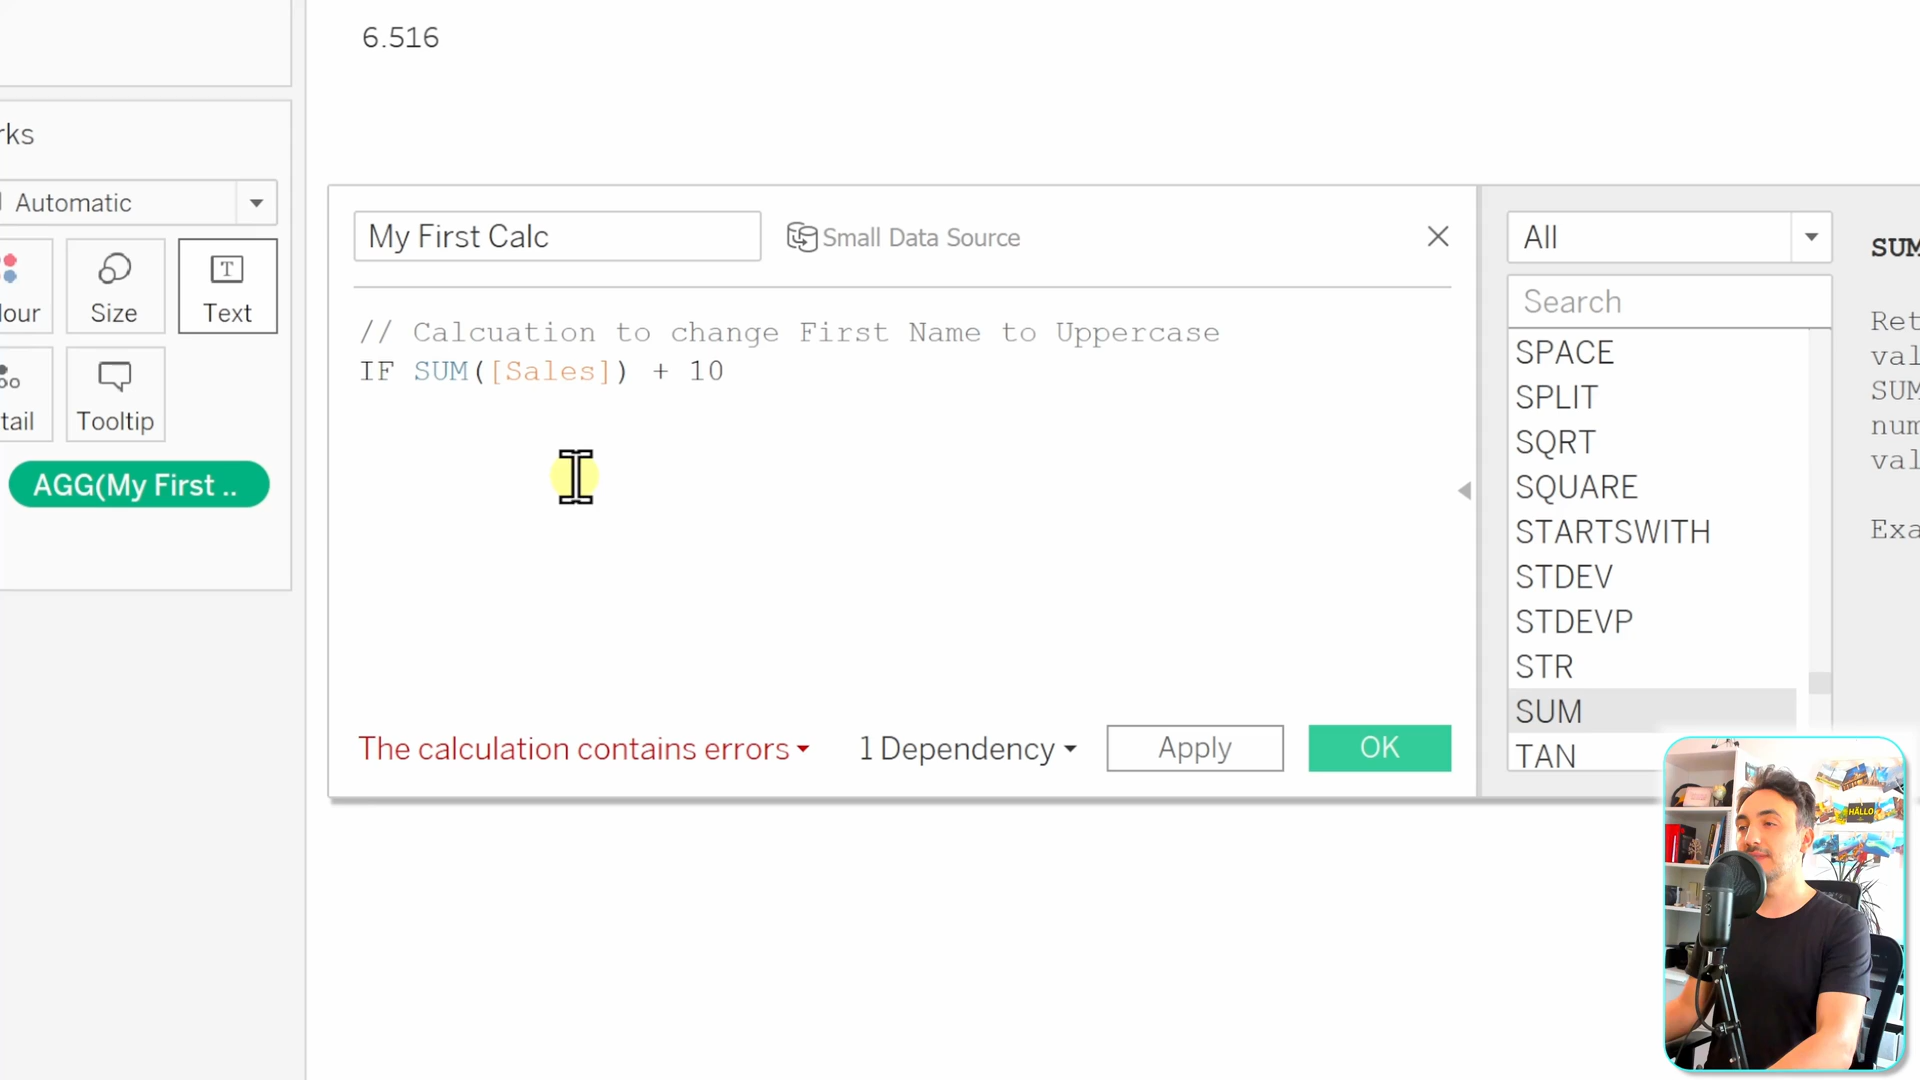 6.516
rks
Automatic
lour
Size
Text
tail
Tooltip
AGG(My First ..
My First Calc
Small Data Source
// Calcuation to change First Name to Uppercase
IF SUM([Sales]) + 10
The calculation contains errors
1 Dependency
Apply
OK
All
Search
SPACE
SPLIT
SQRT
SQUARE
STARTSWITH
STDEV
STDEVP
STR
SUM
TAN
SUM
Ret
val
SUM
num
val
Exa
HALLO